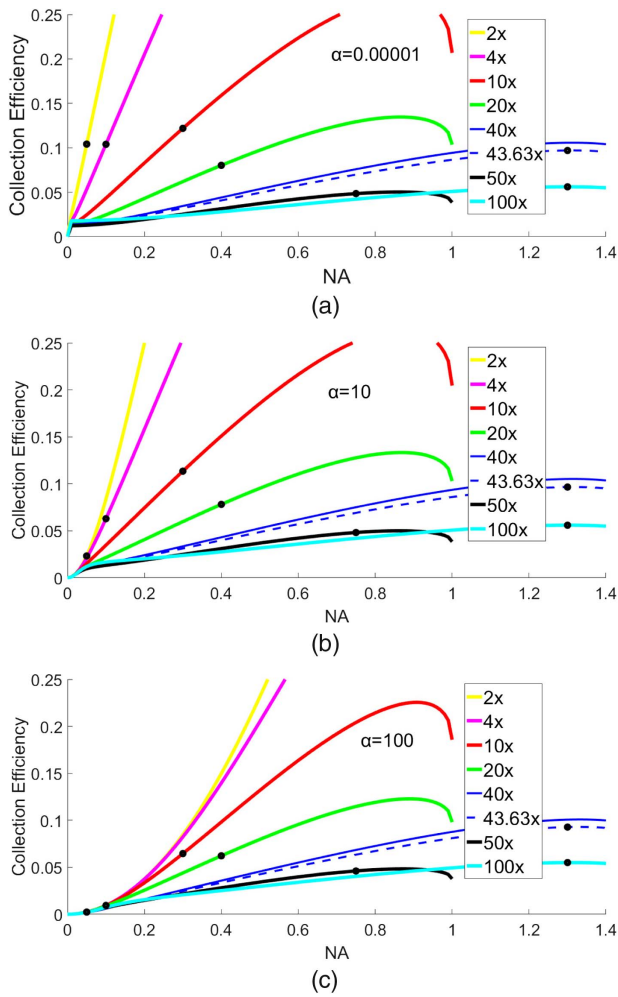 0.25
0.2
0.15
0.1
0.05
0
Collection Efficiency
α=0.00001
2x
4x
10x
20x
40x
43.63x
50x
100x
0 0.2 0.4 0.6 0.8 1 1.2 1.4
NA
(a)
0.25
0.2
0.15
0.1
0.05
0
Collection Efficiency
α=10
2x
4x
10x
20x
40x
43.63x
50x
100x
0 0.2 0.4 0.6 0.8 1 1.2 1.4
NA
(b)
0.25
0.2
0.15
0.1
0.05
0
Collection Efficiency
α=100
2x
4x
10x
20x
40x
43.63x
50x
100x
0 0.2 0.4 0.6 0.8 1 1.2 1.4
NA
(c)